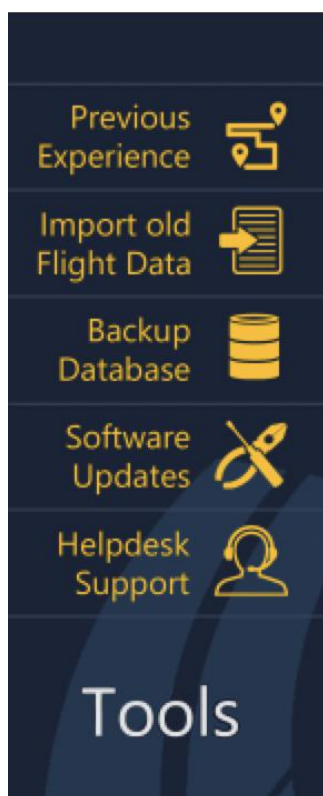 Previous
Experience
Import old
Flight Data
Backup
Database
Software
Updates
Helpdesk
Support
Tools